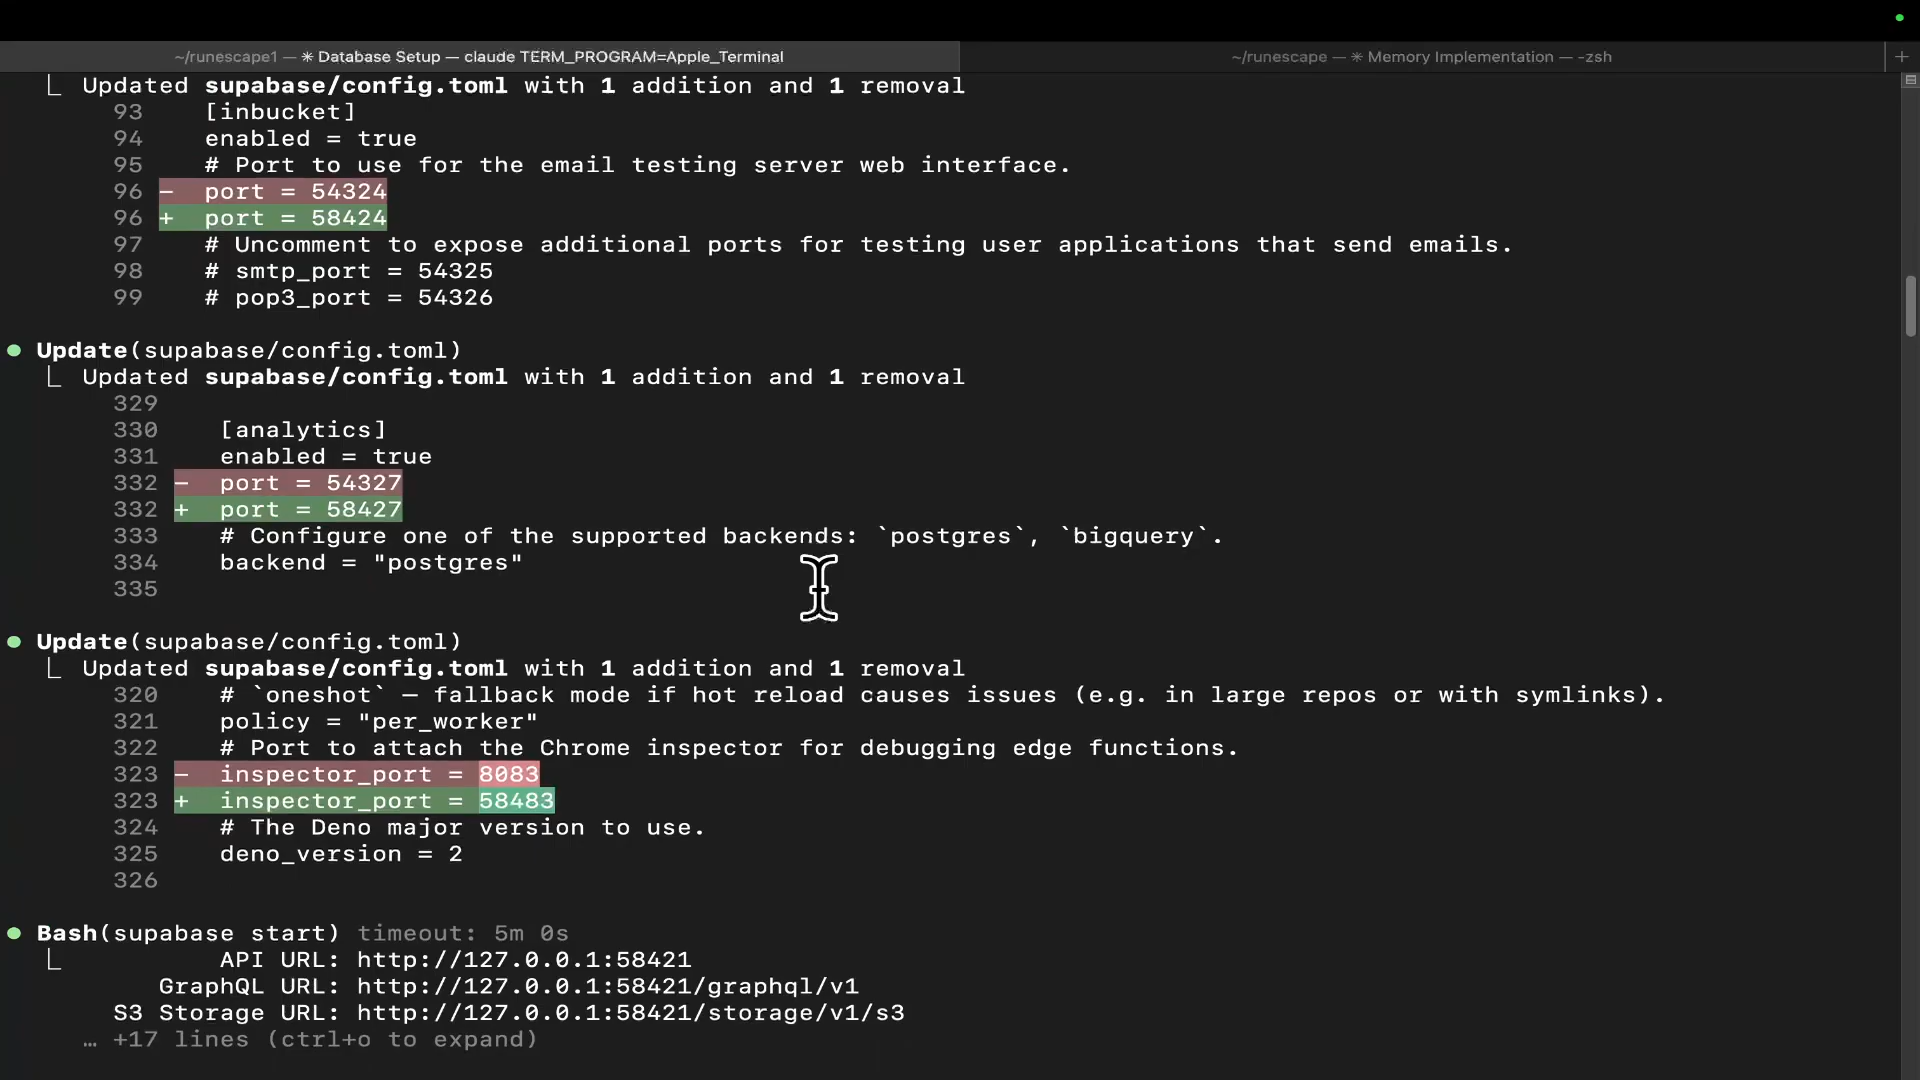 ~/runescape1 — ✳ Database Setup — claude TERM_PROGRAM=Apple_Terminal
~/runescape — ✳ Memory Implementation — -zsh
+
⎿ Updated supabase/config.toml with 1 addition and 1 removal
93 [inbucket]
94 enabled = true
95 # Port to use for the email testing server web interface.
96 - port = 54324
96 + port = 58424
97 # Uncomment to expose additional ports for testing user applications that send emails.
98 # smtp_port = 54325
99 # pop3_port = 54326
● Update(supabase/config.toml)
⎿ Updated supabase/config.toml with 1 addition and 1 removal
329
330 [analytics]
331 enabled = true
332 - port = 54327
332 + port = 58427
333 # Configure one of the supported backends: `postgres`, `bigquery`.
334 backend = "postgres"
335
● Update(supabase/config.toml)
⎿ Updated supabase/config.toml with 1 addition and 1 removal
320 # `oneshot` — fallback mode if hot reload causes issues (e.g. in large repos or with symlinks).
321 policy = "per_worker"
322 # Port to attach the Chrome inspector for debugging edge functions.
323 - inspector_port = 8083
323 + inspector_port = 58483
324 # The Deno major version to use.
325 deno_version = 2
326
● Bash(supabase start) timeout: 5m 0s
⎿ API URL: http://127.0.0.1:58421
GraphQL URL: http://127.0.0.1:58421/graphql/v1
S3 Storage URL: http://127.0.0.1:58421/storage/v1/s3
… +17 lines (ctrl+o to expand)